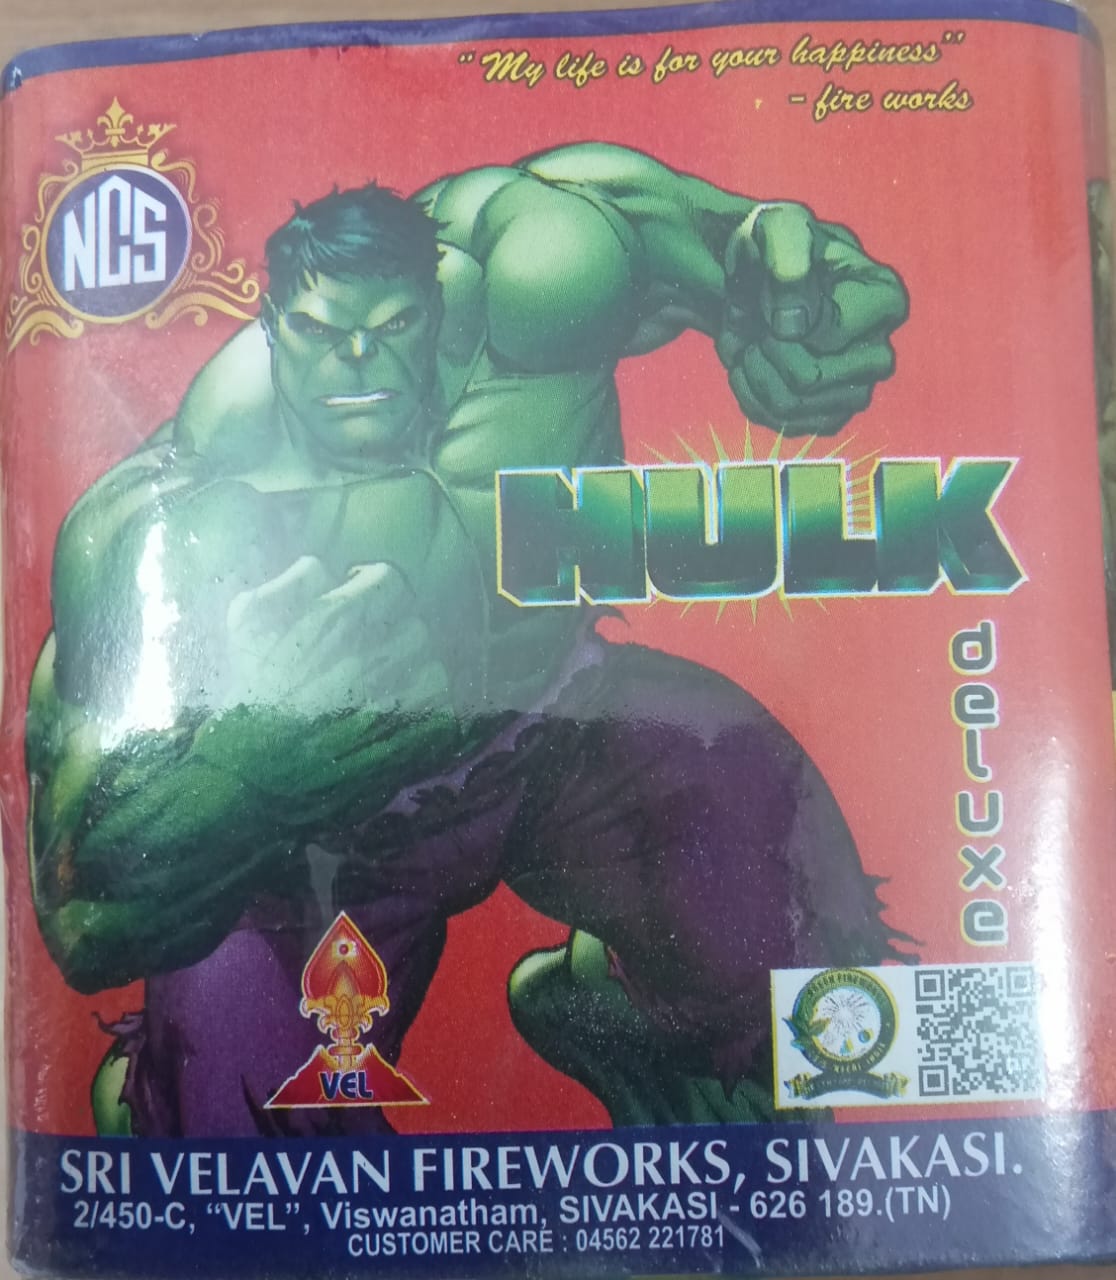 "My life is for your happiness"
- fire works
NCS
HULK
deluxe
VEL
SRI VELAVAN FIREWORKS, SIVAKASI.
2/450-C, “VEL”, Viswanatham, SIVAKASI - 626 189.(TN)
CUSTOMER CARE : 04562 221781